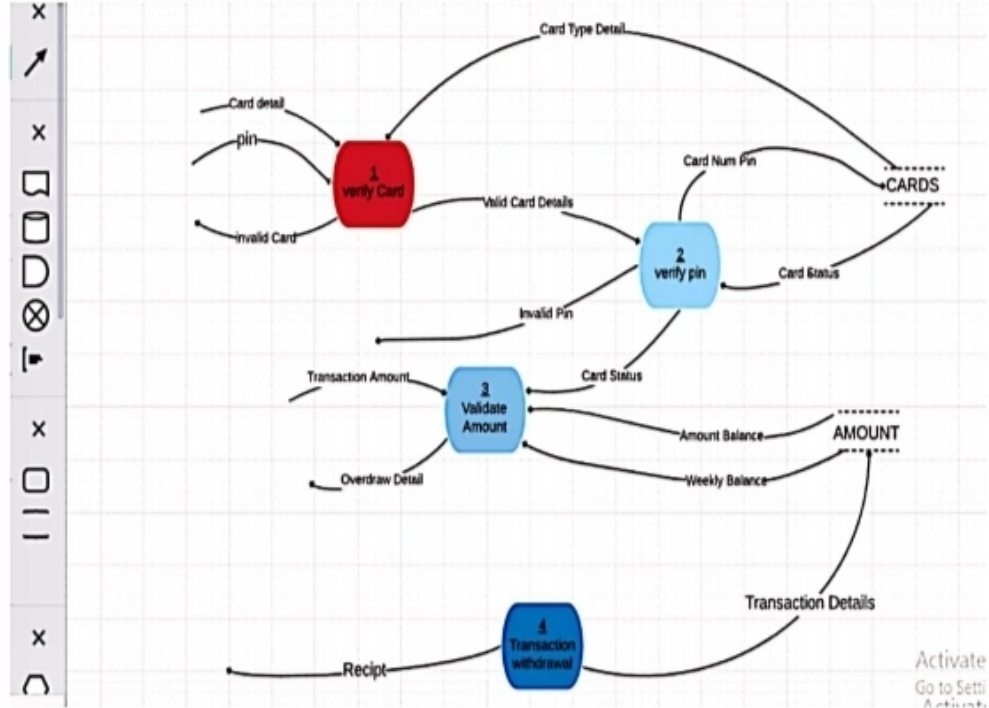 Card Type Detail
Card detail
pin
1
verify Card
invalid Card
Valid Card Details
Card Num Pin
CARDS
2
verify pin
Card Status
Invalid Pin
Transaction Amount
3
Validate
Amount
Card Status
Amount Balance
AMOUNT
Weekly Balance
Overdraw Detail
4
Transaction
withdrawal
Transaction Details
Recipt
Activate
Go to Setti
Activat